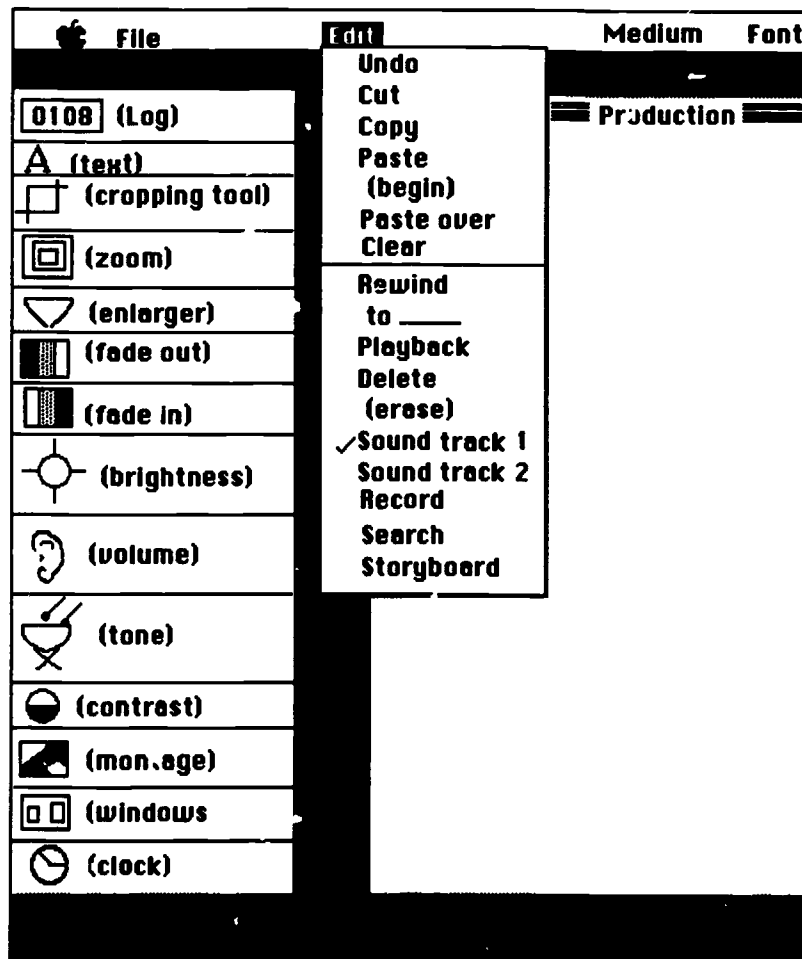 File Edit Medium Font
Undo
Cut
Copy
Paste
(begin)
Paste over
Clear
Rewind
to ____
Playback
Delete
(erase)
✓Sound track 1
Sound track 2
Record
Search
Storyboard
Production
0108 (Log)
A (text)
(cropping tool)
(zoom)
(enlarger)
(fade out)
(fade in)
(brightness)
(volume)
(tone)
(contrast)
(mon.age)
(windows
(clock)